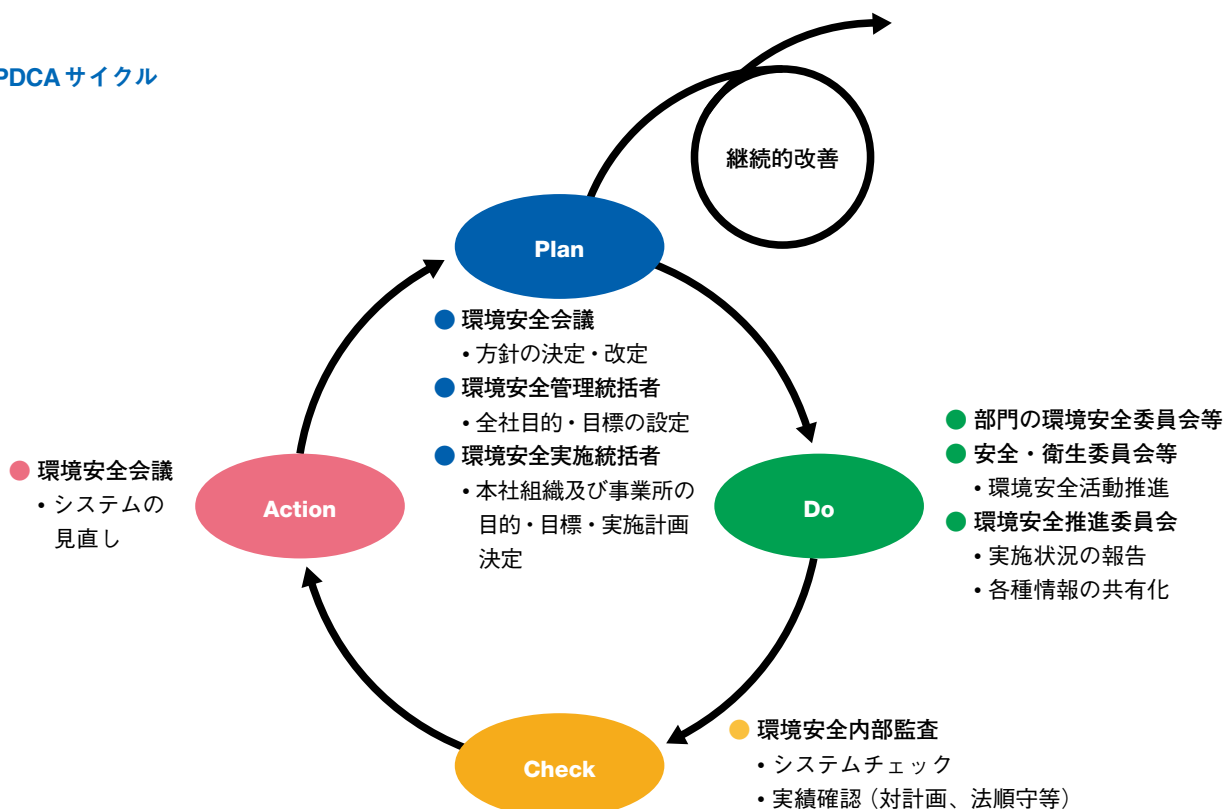 PDCA サイクル
継続的改善
Plan
● 環境安全会議
• 方針の決定・改定
● 環境安全管理統括者
• 全社目的・目標の設定
● 環境安全実施統括者
• 本社組織及び事業所の
目的・目標・実施計画
決定
Do
● 部門の環境安全委員会等
● 安全・衛生委員会等
• 環境安全活動推進
● 環境安全推進委員会
• 実施状況の報告
• 各種情報の共有化
Check
● 環境安全内部監査
• システムチェック
• 実績確認（対計画、法順守等）
Action
● 環境安全会議
• システムの
見直し